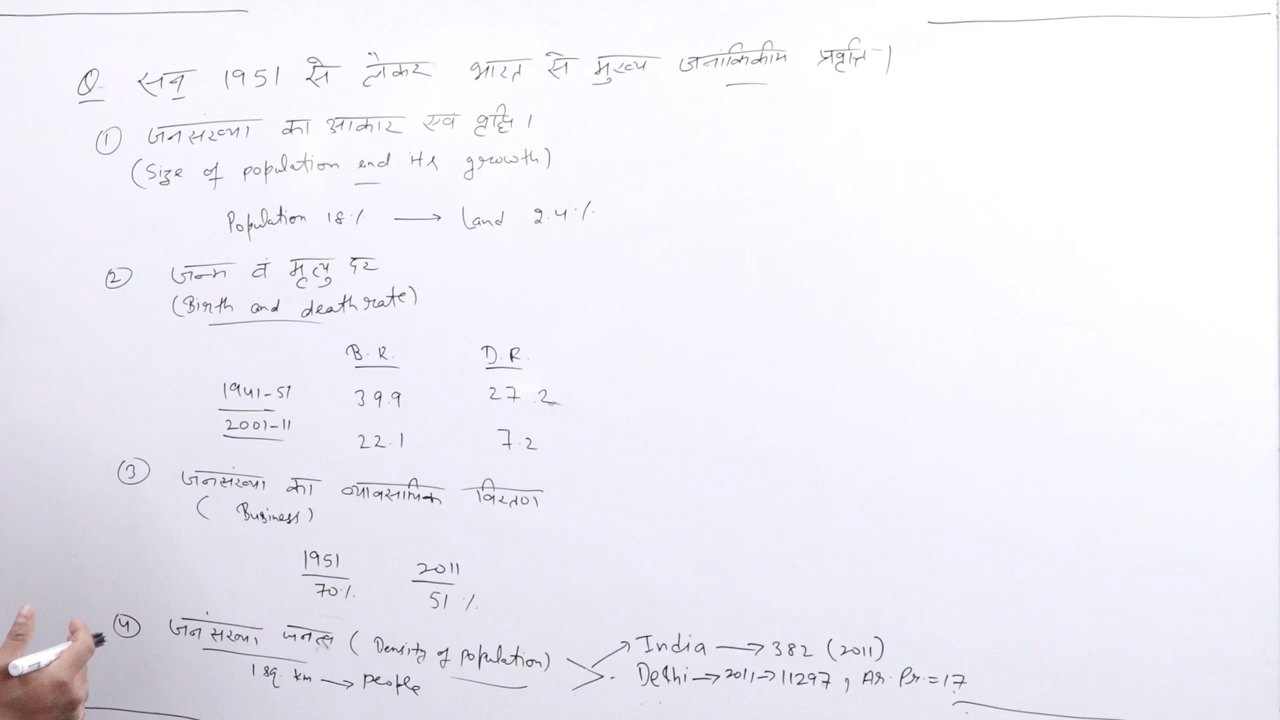 Q. सन् 1951 से लेकर भारत से मुख्य जनांकिकीय प्रवृत्ति -।
① जनसंख्या का आकार एवं वृद्धि।
(Size of population and its growth)
Population 18% → Land 2.4%.
② जन्म वं मृत्यु दर
(Birth and death rate)
B.R. D.R.
1941-51 39.9 27.2
2001-11 22.1 7.2
③ जनसंख्या का व्यावसायिक वितरण
(Business)
1951 2011
70% 51%
④ जनसंख्या घनत्व (Density of population)
1 sq. km → people
India → 382 (2011)
Delhi → 2011 → 11297, Ar. Pr. = 17